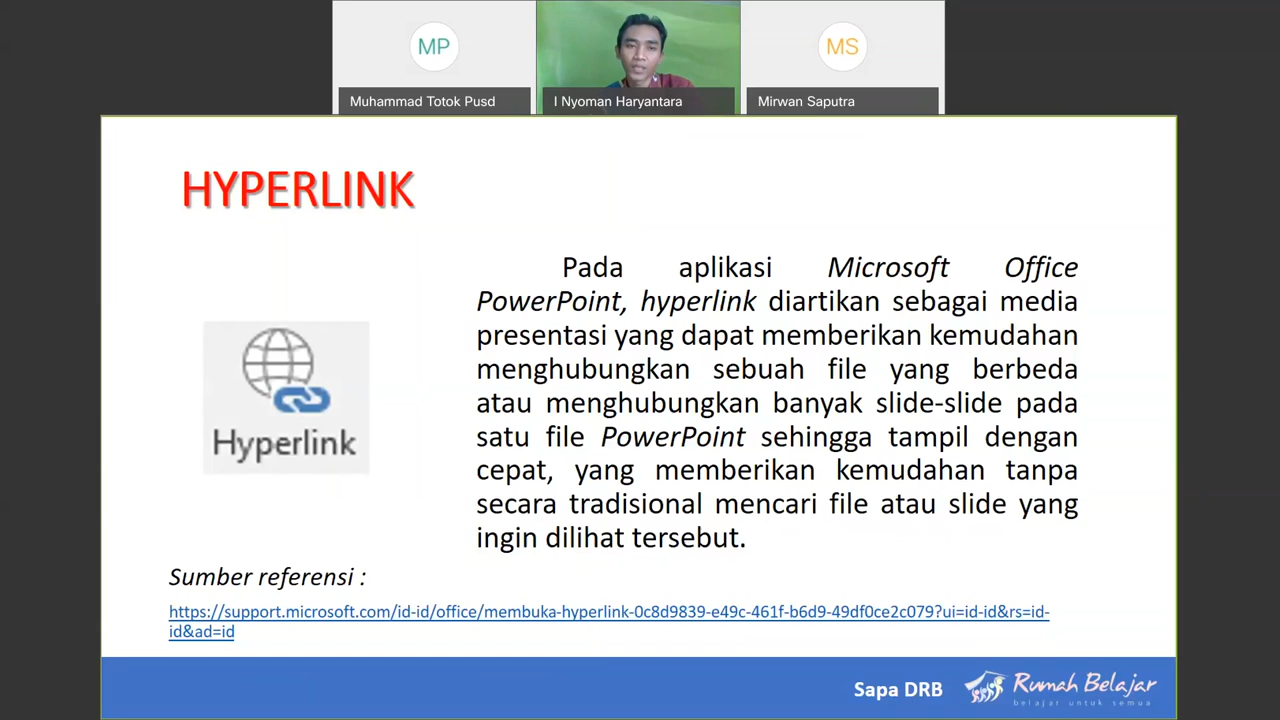 MP
MS
Muhammad Totok Pusd
I Nyoman Haryantara
Mirwan Saputra
HYPERLINK
Pada aplikasi Microsoft Office
PowerPoint, hyperlink diartikan sebagai media
presentasi yang dapat memberikan kemudahan
menghubungkan sebuah file yang berbeda
atau menghubungkan banyak slide-slide pada
satu file PowerPoint sehingga tampil dengan
cepat, yang memberikan kemudahan tanpa
secara tradisional mencari file atau slide yang
ingin dilihat tersebut.
Hyperlink
Sumber referensi :
https://support.microsoft.com/id-id/office/membuka-hyperlink-0c8d9839-e49c-461f-b6d9-49df0ce2c079?ui=id-id&rs=id-
id&ad=id
Sapa DRB
Rumah Belajar
belajar untuk semua